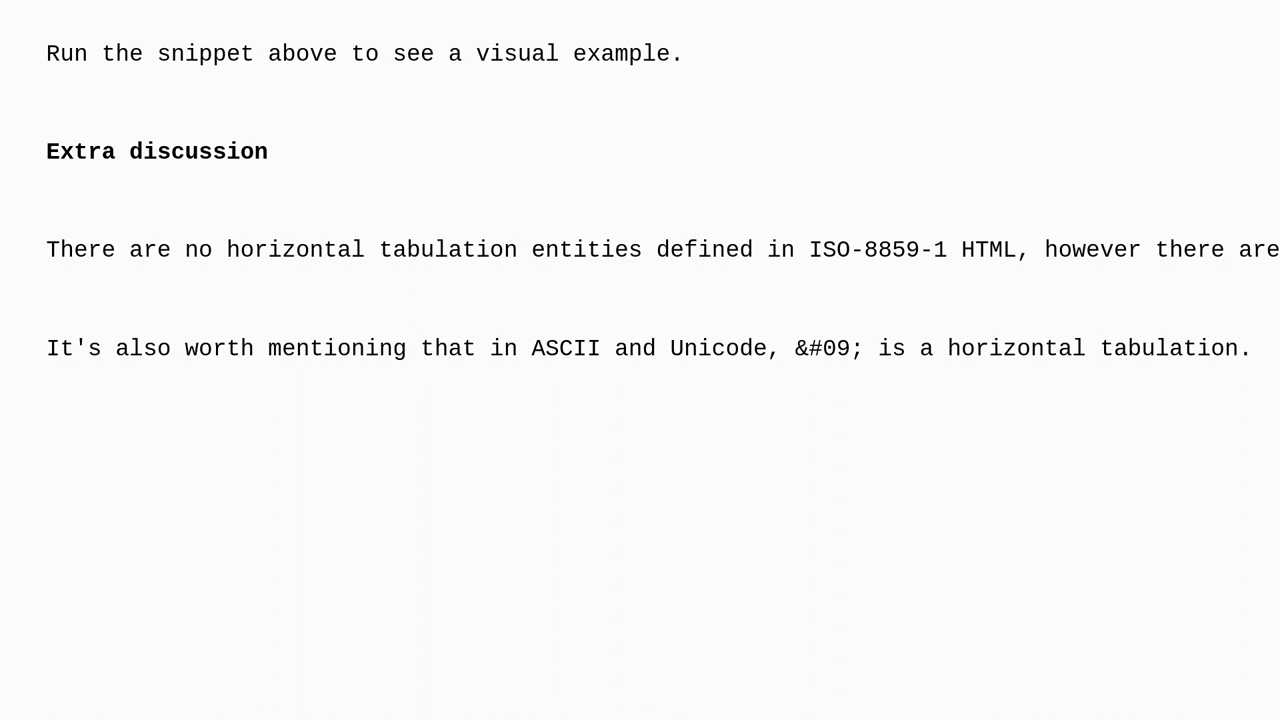 Run the snippet above to see a visual example.
Extra discussion
There are no horizontal tabulation entities defined in ISO-8859-1 HTML, however there are
It's also worth mentioning that in ASCII and Unicode, &#09; is a horizontal tabulation.